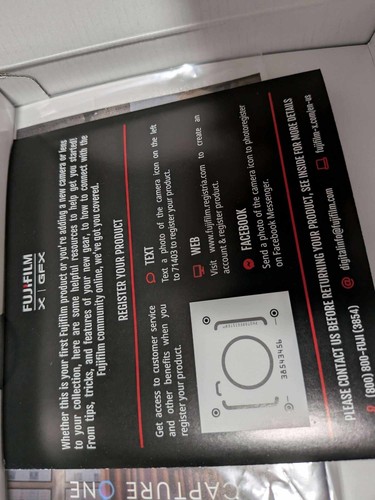 FUJIFILM
X | GFX
Whether this is your first Fujifilm product or you're adding a new camera or lens
to your collection, here are some helpful resources to help get you started!
From tips, tricks, and features of your new gear, to how to connect with the
Fujifilm community online, we've got you covered.
REGISTER YOUR PRODUCT
Get access to customer service
and other benefits when you
register your product.
38543456
TEXT
Text a photo of the camera icon on the left
to 71403 to register your product.
WEB
Visit www.fujifilm.registria.com to create an
account & register product.
FACEBOOK
Send a photo of the camera icon to photoregister
on Facebook Messenger.
PLEASE CONTACT US BEFORE RETURNING YOUR PRODUCT, SEE INSIDE FOR MORE DETAILS
(800) 800-FUJI (3854)
digitalinfo@fujifilm.com
fujifilm-x.com/en-us
CAPTURE ONE